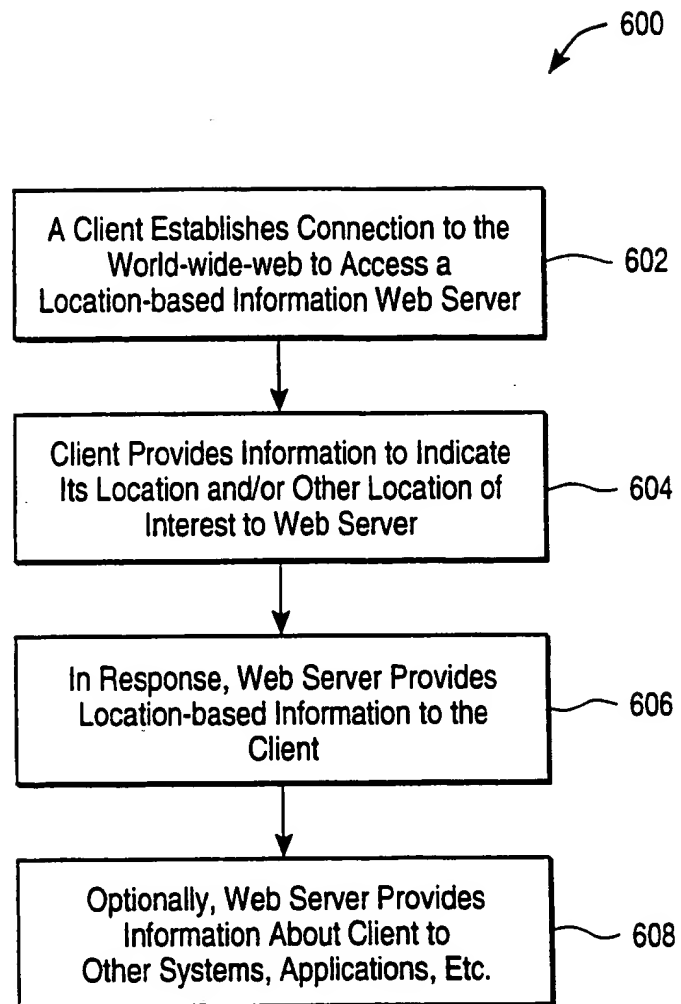 600
A Client Establishes Connection to the
World-wide-web to Access a
Location-based Information Web Server
602
Client Provides Information to Indicate
Its Location and/or Other Location of
Interest to Web Server
604
In Response, Web Server Provides
Location-based Information to the
Client
606
Optionally, Web Server Provides
Information About Client to
Other Systems, Applications, Etc.
608